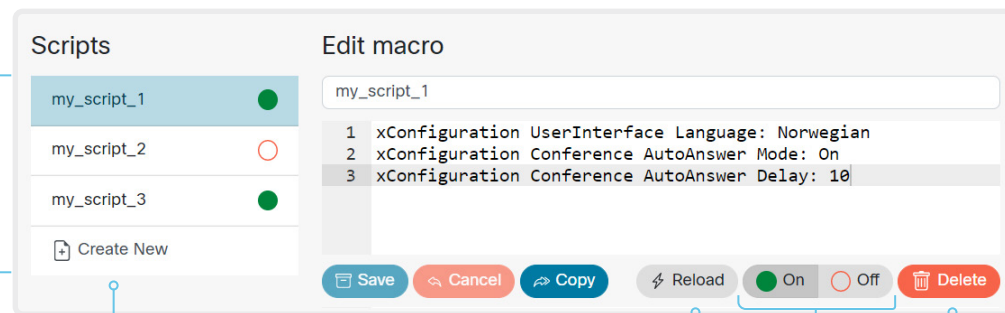 Scripts
my_script_1
my_script_2
my_script_3
Create New
Edit macro
my_script_1
1 xConfiguration UserInterface Language: Norwegian
2 xConfiguration Conference AutoAnswer Mode: On
3 xConfiguration Conference AutoAnswer Delay: 10
Save Cancel Copy Reload On Off Delete